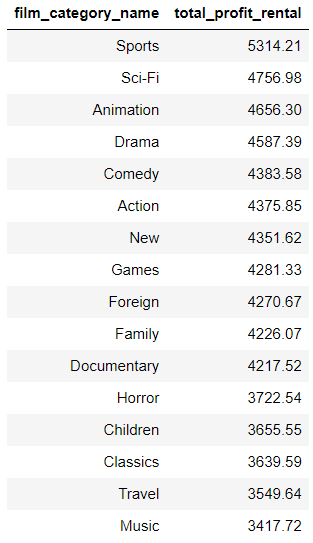 film_category_name total_profit_rental
Sports 5314.21
Sci-Fi 4756.98
Animation 4656.30
Drama 4587.39
Comedy 4383.58
Action 4375.85
New 4351.62
Games 4281.33
Foreign 4270.67
Family 4226.07
Documentary 4217.52
Horror 3722.54
Children 3655.55
Classics 3639.59
Travel 3549.64
Music 3417.72